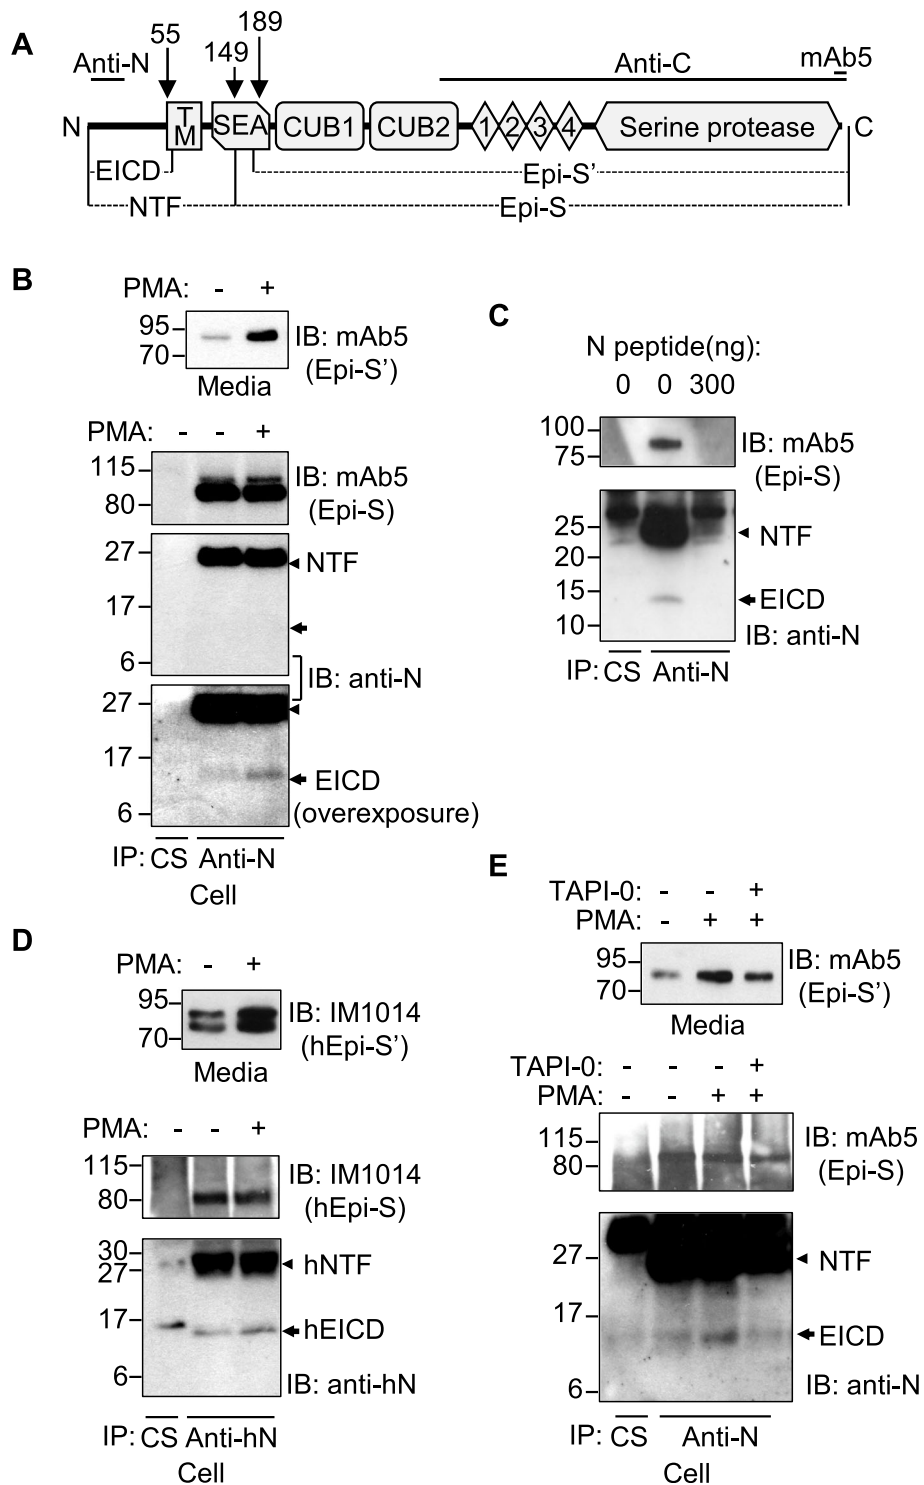 A
55
149
189
Anti-N
Anti-C
mAb5
N
TM
SEA
CUB1
CUB2
1
2
3
4
Serine protease
C
EICD
Epi-S'
NTF
Epi-S
B
PMA: - +
95
70
IB: mAb5
(Epi-S’)
Media
PMA: - - +
115
80
IB: mAb5
(Epi-S)
27
NTF
17
6
IB: anti-N
27
17
EICD
(overexposure)
6
IP: CS Anti-N
Cell
C
N peptide(ng):
0 0 300
100
75
IB: mAb5
(Epi-S)
25
NTF
20
15
EICD
10
IB: anti-N
IP: CS Anti-N
D
PMA: - +
95
70
IB: IM1014
(hEpi-S’)
Media
PMA: - - +
115
80
IB: IM1014
(hEpi-S)
30
27
hNTF
17
hEICD
6
IB: anti-hN
IP: CS Anti-hN
Cell
E
TAPI-0: - - +
PMA: - + +
95
70
IB: mAb5
(Epi-S’)
Media
TAPI-0: - - - +
PMA: - - + +
115
80
IB: mAb5
(Epi-S)
27
NTF
17
EICD
6
IB: anti-N
IP: CS Anti-N
Cell